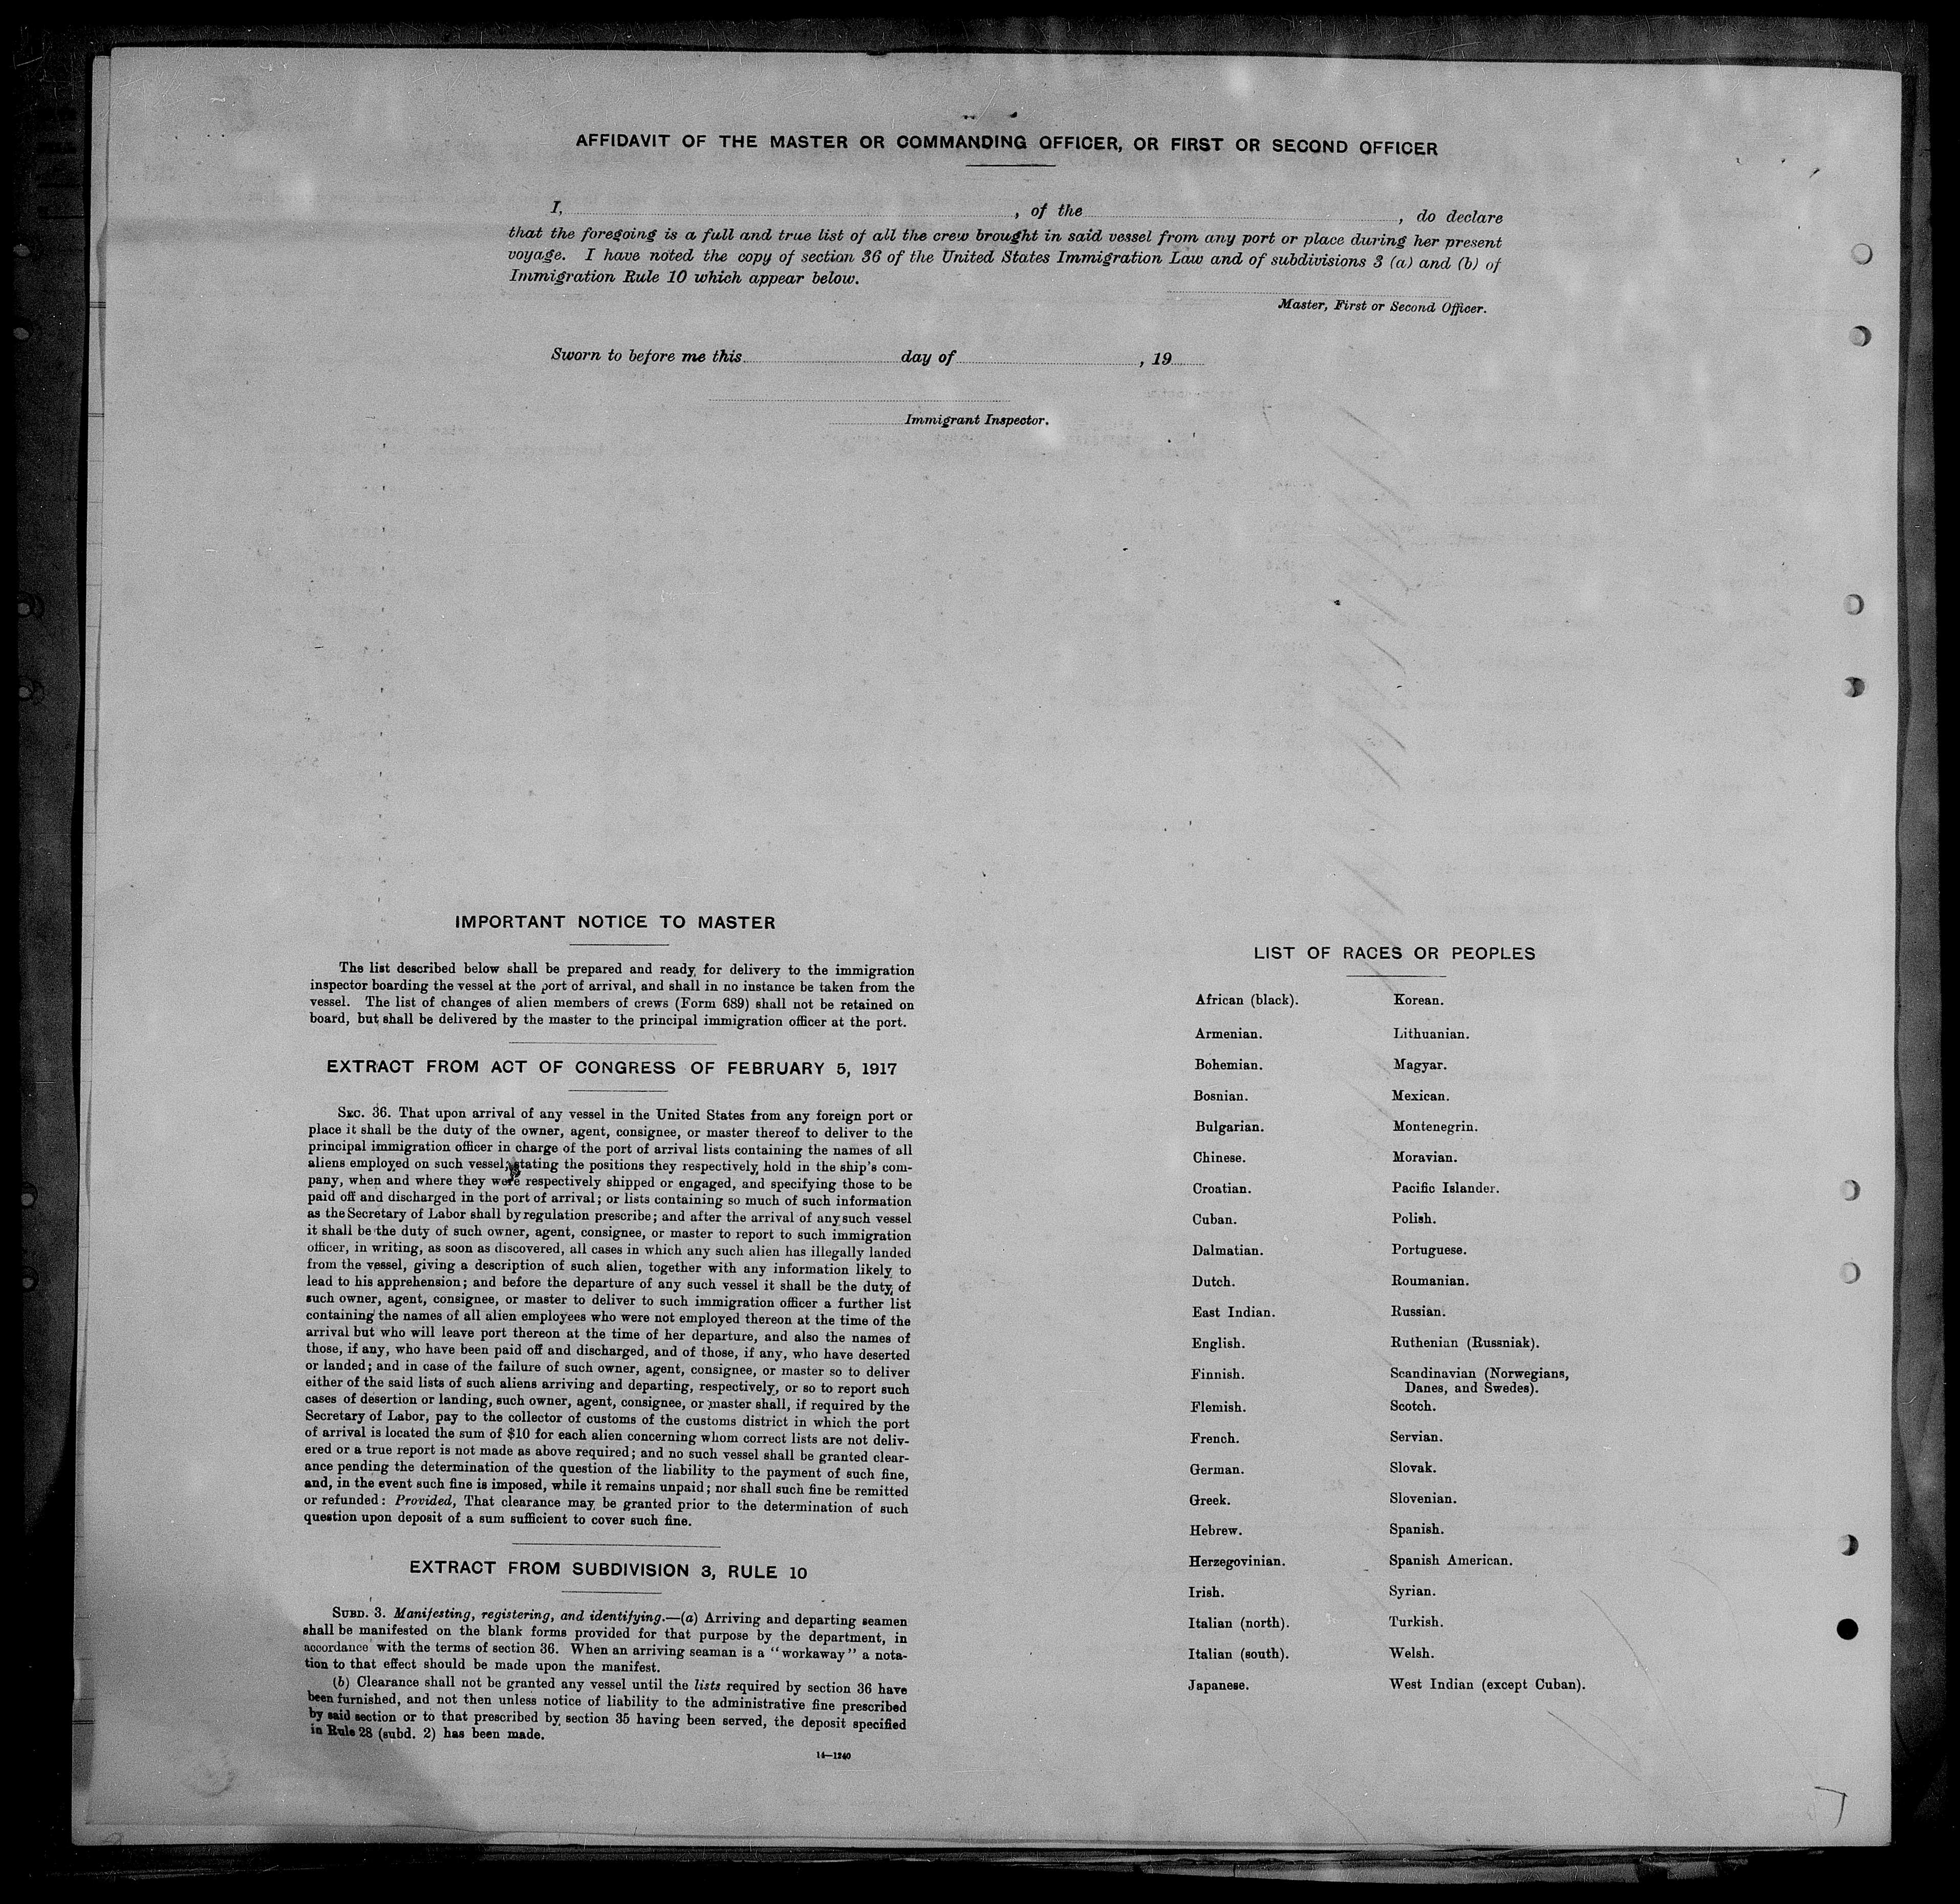 AFFIDAVIT OF THE MASTER OR COMMANDING OFFICER, OR FIRST OR SECOND OFFICER
I, , of the , do declare
that the foregoing is a full and true list of all the crew brought in said vessel from any port or place during her present
voyage. I have noted the copy of section 36 of the United States Immigration Law and of subdivisions 3 (a) and (b) of
Immigration Rule 10 which appear below.
Master, First or Second Officer.
Sworn to before me this day of , 19
Immigrant Inspector.
IMPORTANT NOTICE TO MASTER
The list described below shall be prepared and ready for delivery to the immigration
inspector boarding the vessel at the port of arrival, and shall in no instance be taken from the
vessel. The list of changes of alien members of crews (Form 689) shall not be retained on
board, but shall be delivered by the master to the principal immigration officer at the port.
EXTRACT FROM ACT OF CONGRESS OF FEBRUARY 5, 1917
SEC. 36. That upon arrival of any vessel in the United States from any foreign port or
place it shall be the duty of the owner, agent, consignee, or master thereof to deliver to the
principal immigration officer in charge of the port of arrival lists containing the names of all
aliens employed on such vessel, stating the positions they respectively hold in the ship's com-
pany, when and where they were respectively shipped or engaged, and specifying those to be
paid off and discharged in the port of arrival; or lists containing so much of such information
as the Secretary of Labor shall by regulation prescribe; and after the arrival of any such vessel
it shall be the duty of such owner, agent, consignee, or master to report to such immigration
officer, in writing, as soon as discovered, all cases in which any such alien has illegally landed
from the vessel, giving a description of such alien, together with any information likely to
lead to his apprehension; and before the departure of any such vessel it shall be the duty of
such owner, agent, consignee, or master to deliver to such immigration officer a further list
containing the names of all alien employees who were not employed thereon at the time of the
arrival but who will leave port thereon at the time of her departure, and also the names of
those, if any, who have been paid off and discharged, and of those, if any, who have deserted
or landed; and in case of the failure of such owner, agent, consignee, or master so to deliver
either of the said lists of such aliens arriving and departing, respectively, or so to report such
cases of desertion or landing, such owner, agent, consignee, or master shall, if required by the
Secretary of Labor, pay to the collector of customs of the customs district in which the port
of arrival is located the sum of $10 for each alien concerning whom correct lists are not deliv-
ered or a true report is not made as above required; and no such vessel shall be granted clear-
ance pending the determination of the question of the liability to the payment of such fine,
and, in the event such fine is imposed, while it remains unpaid; nor shall such fine be remitted
or refunded: Provided, That clearance may be granted prior to the determination of such
question upon deposit of a sum sufficient to cover such fine.
EXTRACT FROM SUBDIVISION 3, RULE 10
SUBD. 3. Manifesting, registering, and identifying.—(a) Arriving and departing seamen
shall be manifested on the blank forms provided for that purpose by the department, in
accordance with the terms of section 36. When an arriving seaman is a "workaway" a nota-
tion to that effect should be made upon the manifest.
(b) Clearance shall not be granted any vessel until the lists required by section 36 have
been furnished, and not then unless notice of liability to the administrative fine prescribed
by said section or to that prescribed by section 35 having been served, the deposit specified
in Rule 28 (subd. 2) has been made.
14—1240
LIST OF RACES OR PEOPLES
African (black).
Armenian.
Bohemian.
Bosnian.
Bulgarian.
Chinese.
Croatian.
Cuban.
Dalmatian.
Dutch.
East Indian.
English.
Finnish.
Flemish.
French.
German.
Greek.
Hebrew.
Herzegovinian.
Irish.
Italian (north).
Italian (south).
Japanese.
Korean.
Lithuanian.
Magyar.
Mexican.
Montenegrin.
Moravian.
Pacific Islander.
Polish.
Portuguese.
Roumanian.
Russian.
Ruthenian (Russniak).
Scandinavian (Norwegians,
Danes, and Swedes).
Scotch.
Servian.
Slovak.
Slovenian.
Spanish.
Spanish American.
Syrian.
Turkish.
Welsh.
West Indian (except Cuban).